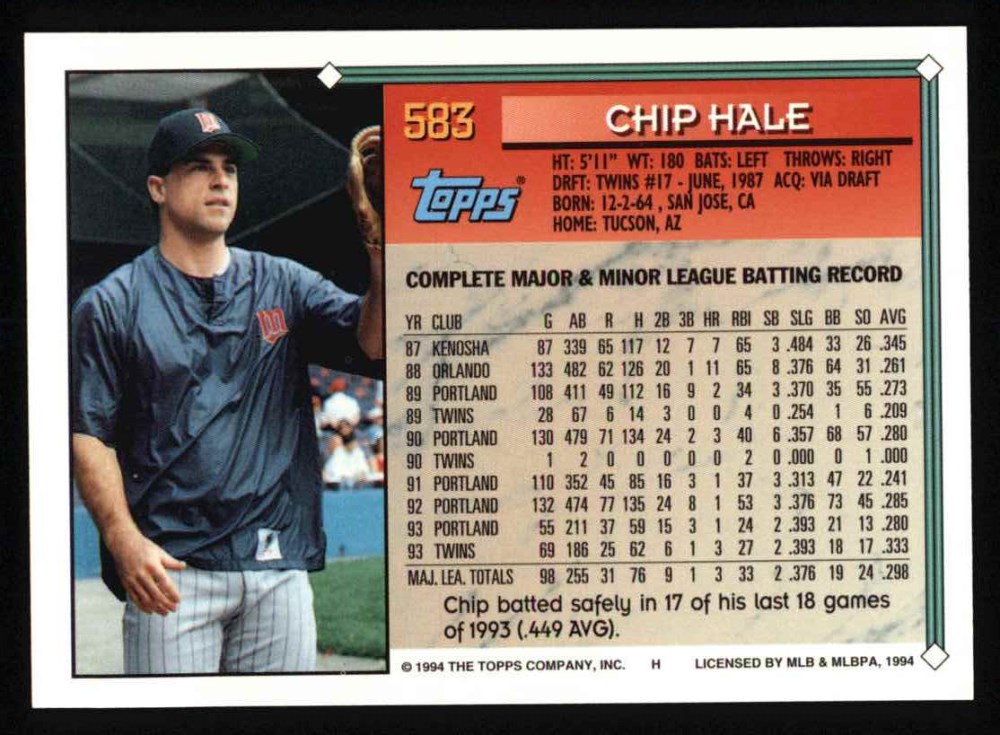 583
CHIP HALE
Topps®
HT: 5'11" WT: 180 BATS: LEFT THROWS: RIGHT
DRFT: TWINS #17 - JUNE, 1987 ACQ: VIA DRAFT
BORN: 12-2-64 , SAN JOSE, CA
HOME: TUCSON, AZ
COMPLETE MAJOR & MINOR LEAGUE BATTING RECORD
YR CLUB G AB R H 2B 3B HR RBI SB SLG BB SO AVG
87 KENOSHA 87 339 65 117 12 7 7 65 3 .484 33 26 .345
88 ORLANDO 133 482 62 126 20 1 11 65 8 .376 64 31 .261
89 PORTLAND 108 411 49 112 16 9 2 34 3 .370 35 55 .273
89 TWINS 28 67 6 14 3 0 0 4 0 .254 1 6 .209
90 PORTLAND 130 479 71 134 24 2 3 40 6 .357 68 57 .280
90 TWINS 1 2 0 0 0 0 0 2 0 .000 0 1 .000
91 PORTLAND 110 352 45 85 16 3 1 37 3 .313 47 22 .241
92 PORTLAND 132 474 77 135 24 8 1 53 3 .376 73 45 .285
93 PORTLAND 55 211 37 59 15 3 1 24 2 .393 21 13 .280
93 TWINS 69 186 25 62 6 1 3 27 2 .393 18 17 .333
MAJ. LEA. TOTALS 98 255 31 76 9 1 3 33 2 .376 19 24 .298
Chip batted safely in 17 of his last 18 games
of 1993 (.449 AVG).
© 1994 THE TOPPS COMPANY, INC. H LICENSED BY MLB & MLBPA, 1994
m
m